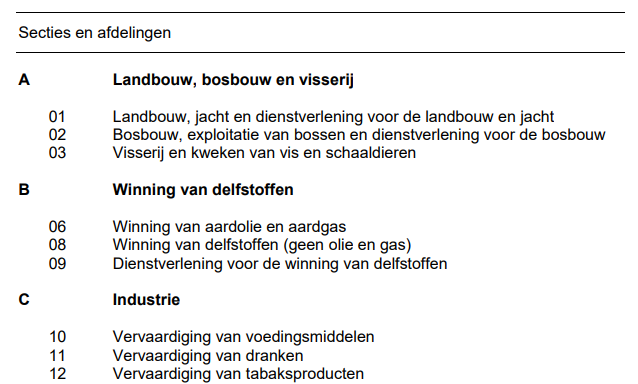 Secties en afdelingen
A Landbouw, bosbouw en visserij
01 Landbouw, jacht en dienstverlening voor de landbouw en jacht
02 Bosbouw, exploitatie van bossen en dienstverlening voor de bosbouw
03 Visserij en kweken van vis en schaaldieren
B Winning van delfstoffen
06 Winning van aardolie en aardgas
08 Winning van delfstoffen (geen olie en gas)
09 Dienstverlening voor de winning van delfstoffen
C Industrie
10 Vervaardiging van voedingsmiddelen
11 Vervaardiging van dranken
12 Vervaardiging van tabaksproducten